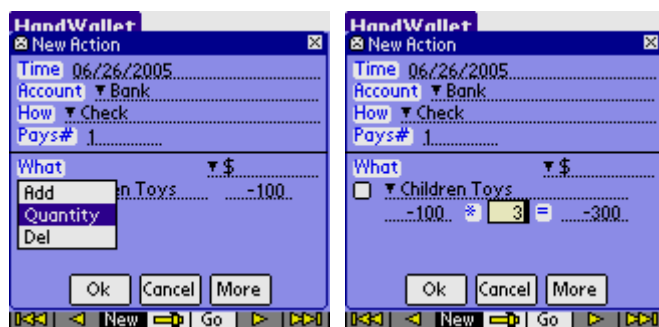 HandWallet
New Action
Time 06/26/2005
Account Bank
How Check
Pays# 1
What $
Add
en Toys -100
Quantity
Del
Ok Cancel More
New Go
HandWallet
New Action
Time 06/26/2005
Account Bank
How Check
Pays# 1
What $
Children Toys
-100 * 3 = -300
Ok Cancel More
New Go